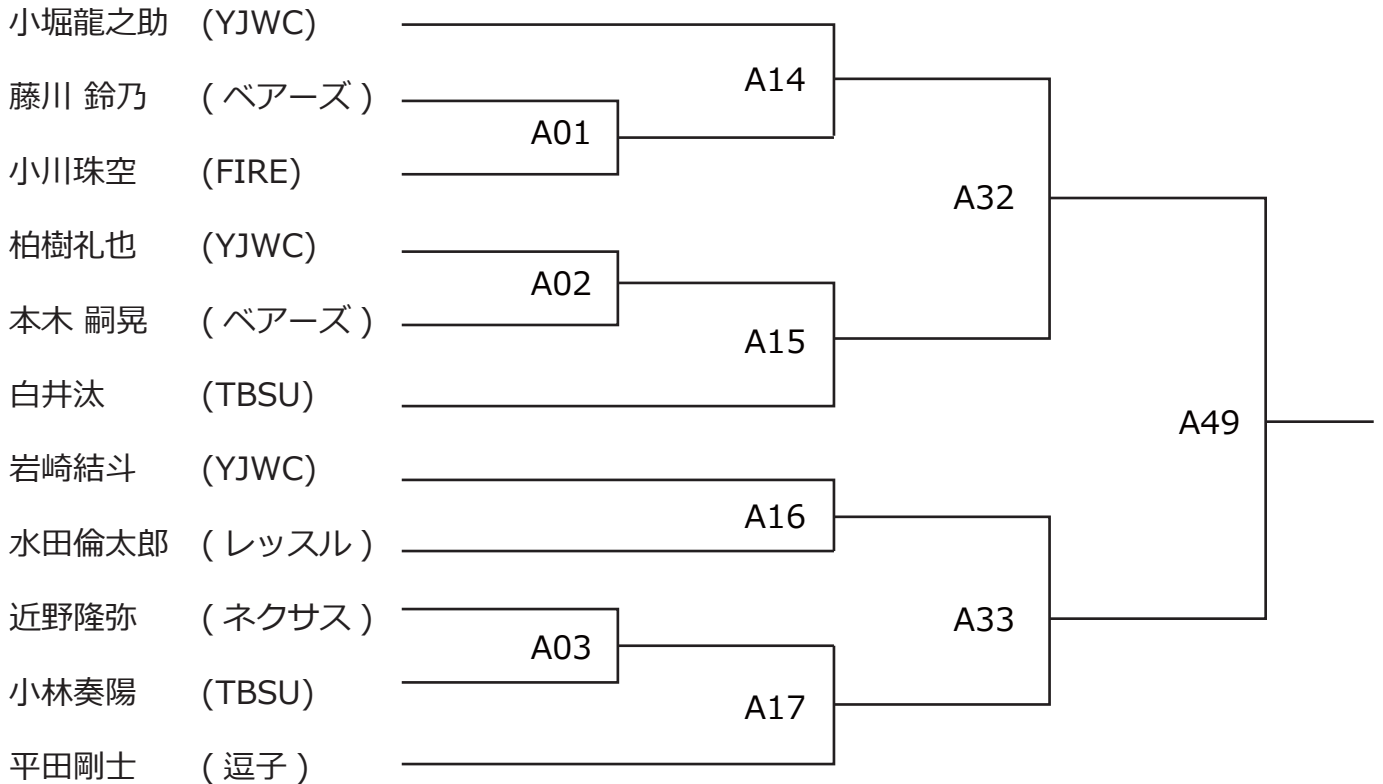 小堀龍之助 (YJWC)
藤川 鈴乃 ( ベアーズ )
小川珠空 (FIRE)
柏樹礼也 (YJWC)
本木 嗣晃 ( ベアーズ )
白井汰 (TBSU)
岩崎結斗 (YJWC)
水田倫太郎 ( レッスル )
近野隆弥 ( ネクサス )
小林奏陽 (TBSU)
平田剛士 ( 逗子 )
A01
A02
A03
A14
A15
A16
A17
A32
A33
A49